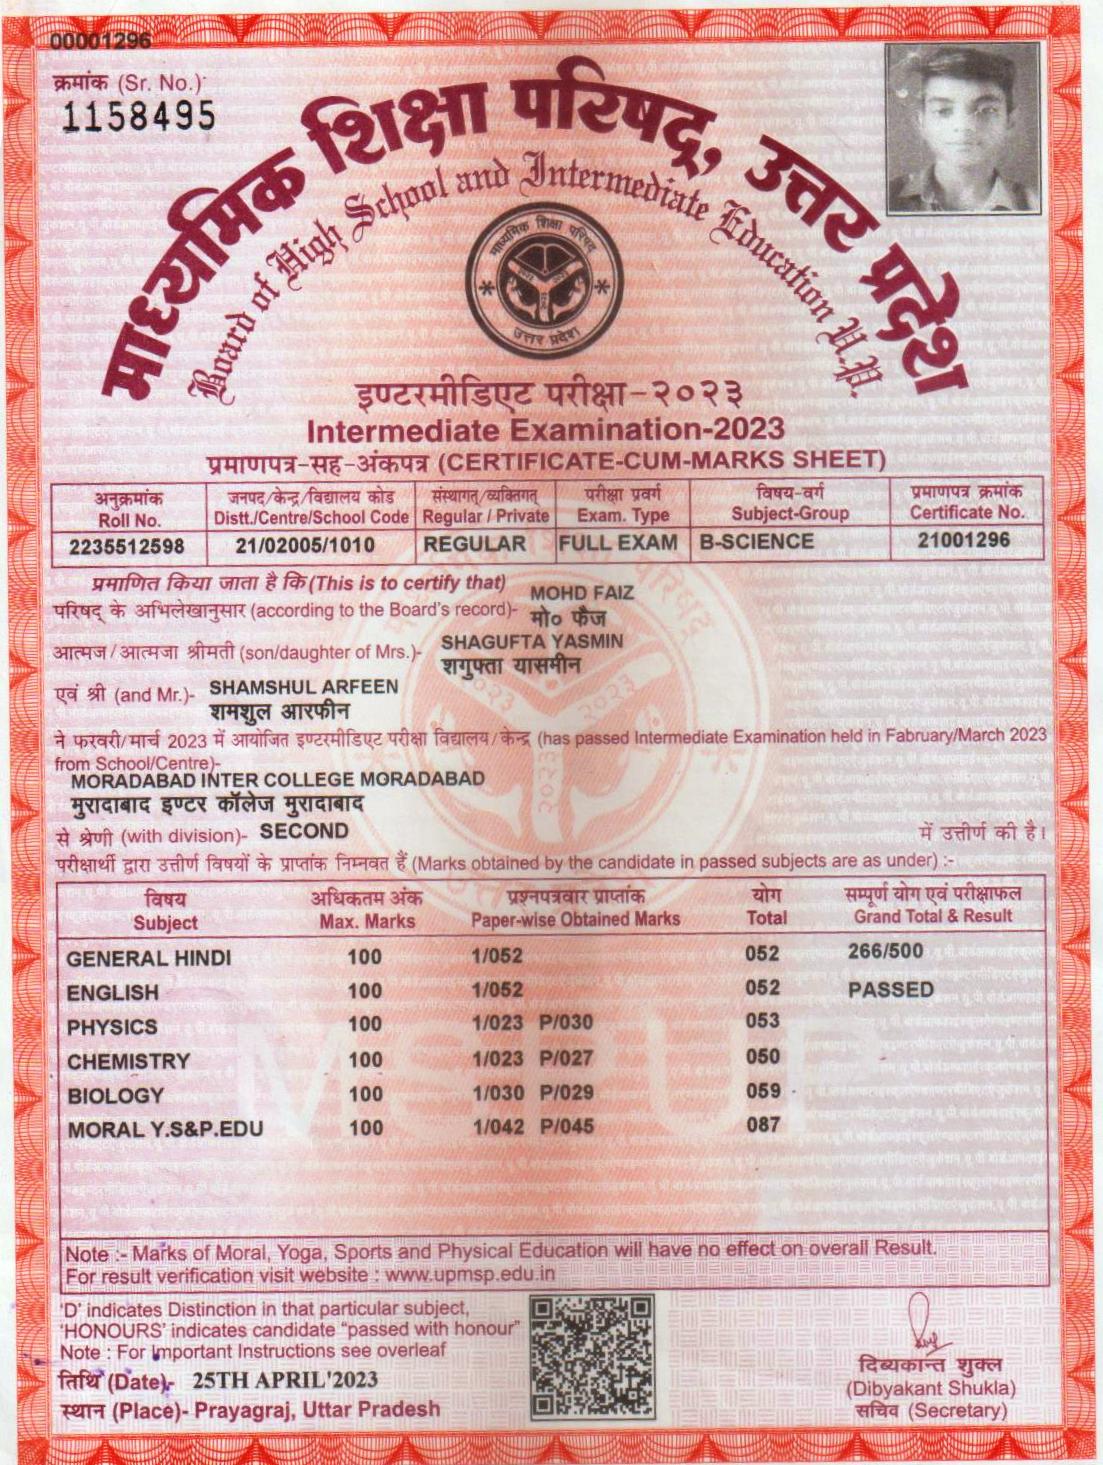 00001296
क्रमांक (Sr. No.)
1158495
माध्यमिक शिक्षा परिषद्, उत्तर प्रदेश
Board of High School and Intermediate Education U.P.
माध्यमिक शिक्षा परिषद
उत्तर प्रदेश
इण्टरमीडिएट परीक्षा-२०२३
Intermediate Examination-2023
प्रमाणपत्र-सह-अंकपत्र (CERTIFICATE-CUM-MARKS SHEET)
अनुक्रमांक जनपद/केन्द्र/विद्यालय कोड संस्थागत्/व्यक्तिगत् परीक्षा प्रवर्ग विषय-वर्ग प्रमाणपत्र क्रमांक
Roll No. Distt./Centre/School Code Regular / Private Exam. Type Subject-Group Certificate No.
2235512598 21/02005/1010 REGULAR FULL EXAM B-SCIENCE 21001296
प्रमाणित किया जाता है कि (This is to certify that) MOHD FAIZ
परिषद् के अभिलेखानुसार (according to the Board's record)- मो० फैज
आत्मज/आत्मजा श्रीमती (son/daughter of Mrs.)- SHAGUFTA YASMIN
शगुफ्ता यासमीन
एवं श्री (and Mr.)- SHAMSHUL ARFEEN
शमशुल आरफीन
ने फरवरी/मार्च 2023 में आयोजित इण्टरमीडिएट परीक्षा विद्यालय/केन्द्र (has passed Intermediate Examination held in Fabruary/March 2023
from School/Centre)-
MORADABAD INTER COLLEGE MORADABAD
मुरादाबाद इण्टर कॉलेज मुरादाबाद
से श्रेणी (with division)- SECOND में उत्तीर्ण की है।
परीक्षार्थी द्वारा उत्तीर्ण विषयों के प्राप्तांक निम्नवत हैं (Marks obtained by the candidate in passed subjects are as under) :-
विषय अधिकतम अंक प्रश्नपत्रवार प्राप्तांक योग सम्पूर्ण योग एवं परीक्षाफल
Subject Max. Marks Paper-wise Obtained Marks Total Grand Total & Result
GENERAL HINDI 100 1/052 052 266/500
ENGLISH 100 1/052 052 PASSED
PHYSICS 100 1/023 P/030 053
CHEMISTRY 100 1/023 P/027 050
BIOLOGY 100 1/030 P/029 059
MORAL Y.S&P.EDU 100 1/042 P/045 087
Note :- Marks of Moral, Yoga, Sports and Physical Education will have no effect on overall Result.
For result verification visit website : www.upmsp.edu.in
'D' indicates Distinction in that particular subject,
'HONOURS' indicates candidate "passed with honour"
Note : For Important Instructions see overleaf
तिथि (Date)- 25TH APRIL'2023
स्थान (Place)- Prayagraj, Uttar Pradesh
दिब्यकान्त शुक्ल
(Dibyakant Shukla)
सचिव (Secretary)